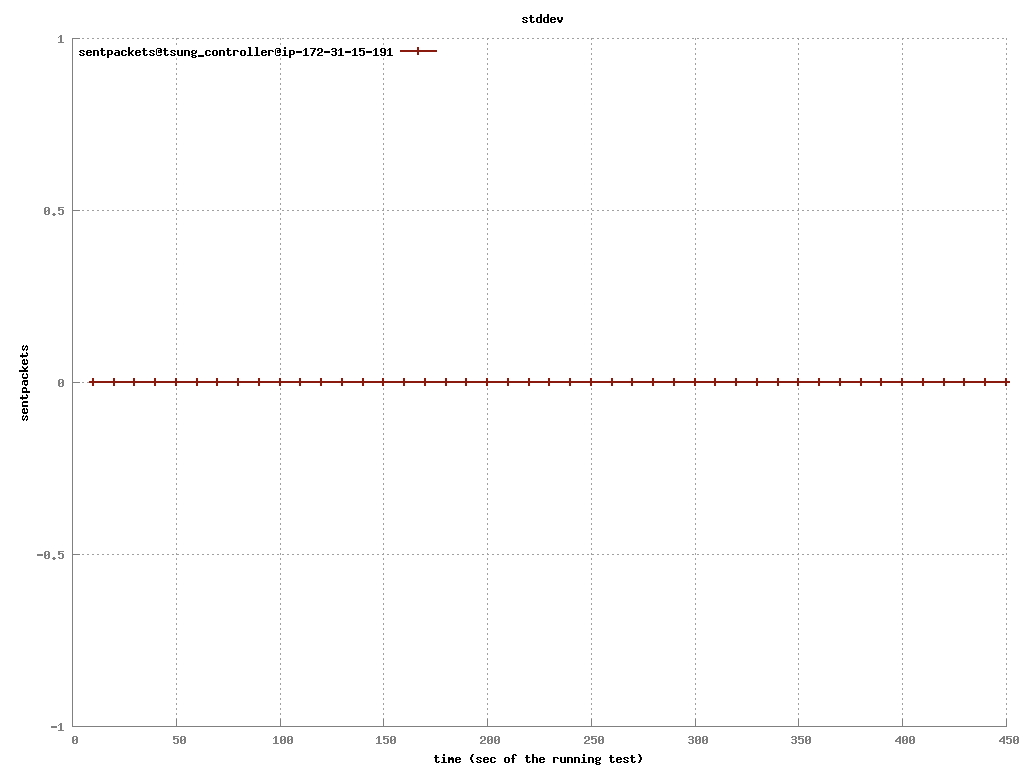 stddev
sentpackets@tsung_controller@ip-172-31-15-191
1
0.5
0
-0.5
-1
sentpackets
0 50 100 150 200 250 300 350 400 450
time (sec of the running test)